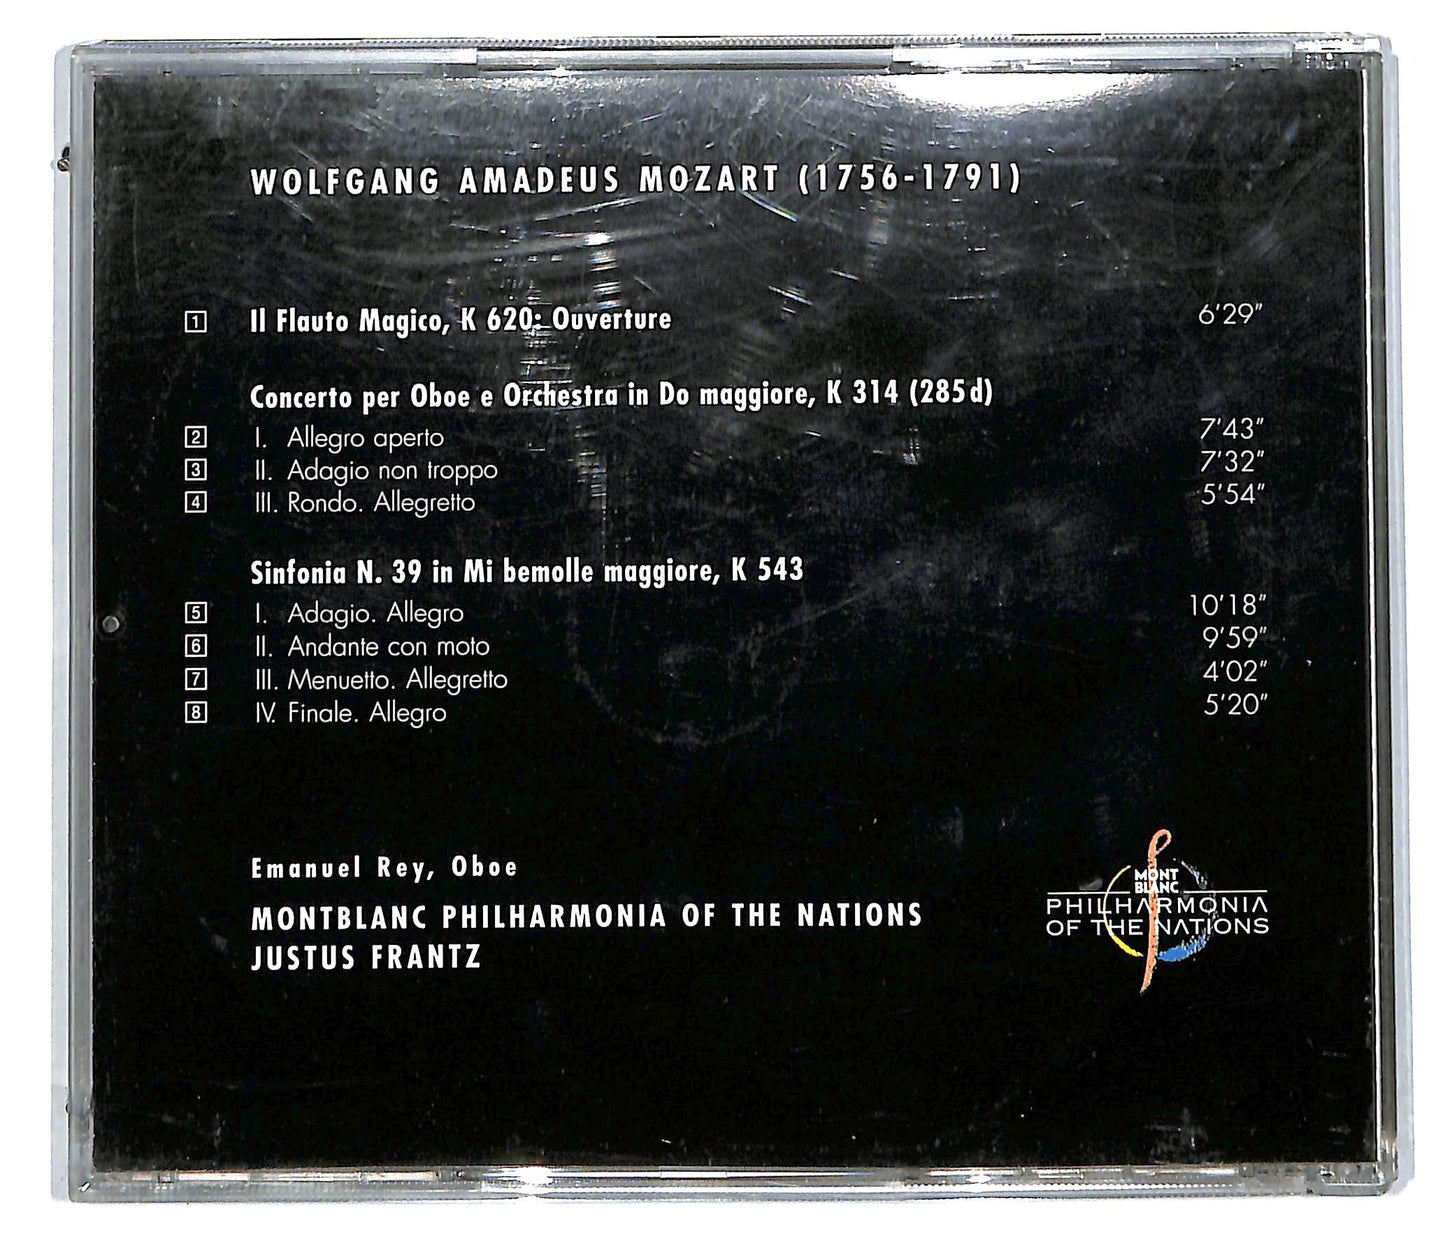 WOLFGANG AMADEUS MOZART (1756-1791)
1 Il Flauto Magico, K 620: Ouverture 6'29"
Concerto per Oboe e Orchestra in Do maggiore, K 314 (285d)
2 I. Allegro aperto 7'43"
3 II. Adagio non troppo 7'32"
4 III. Rondo. Allegretto 5'54"
Sinfonia N. 39 in Mi bemolle maggiore, K 543
5 I. Adagio. Allegro 10'18"
6 II. Andante con moto 9'59"
7 III. Menuetto. Allegretto 4'02"
8 IV. Finale. Allegro 5'20"
Emanuel Rey, Oboe
MONTBLANC PHILHARMONIA OF THE NATIONS
JUSTUS FRANTZ
MONT
BLANC
PHILHARMONIA
OF THE NATIONS